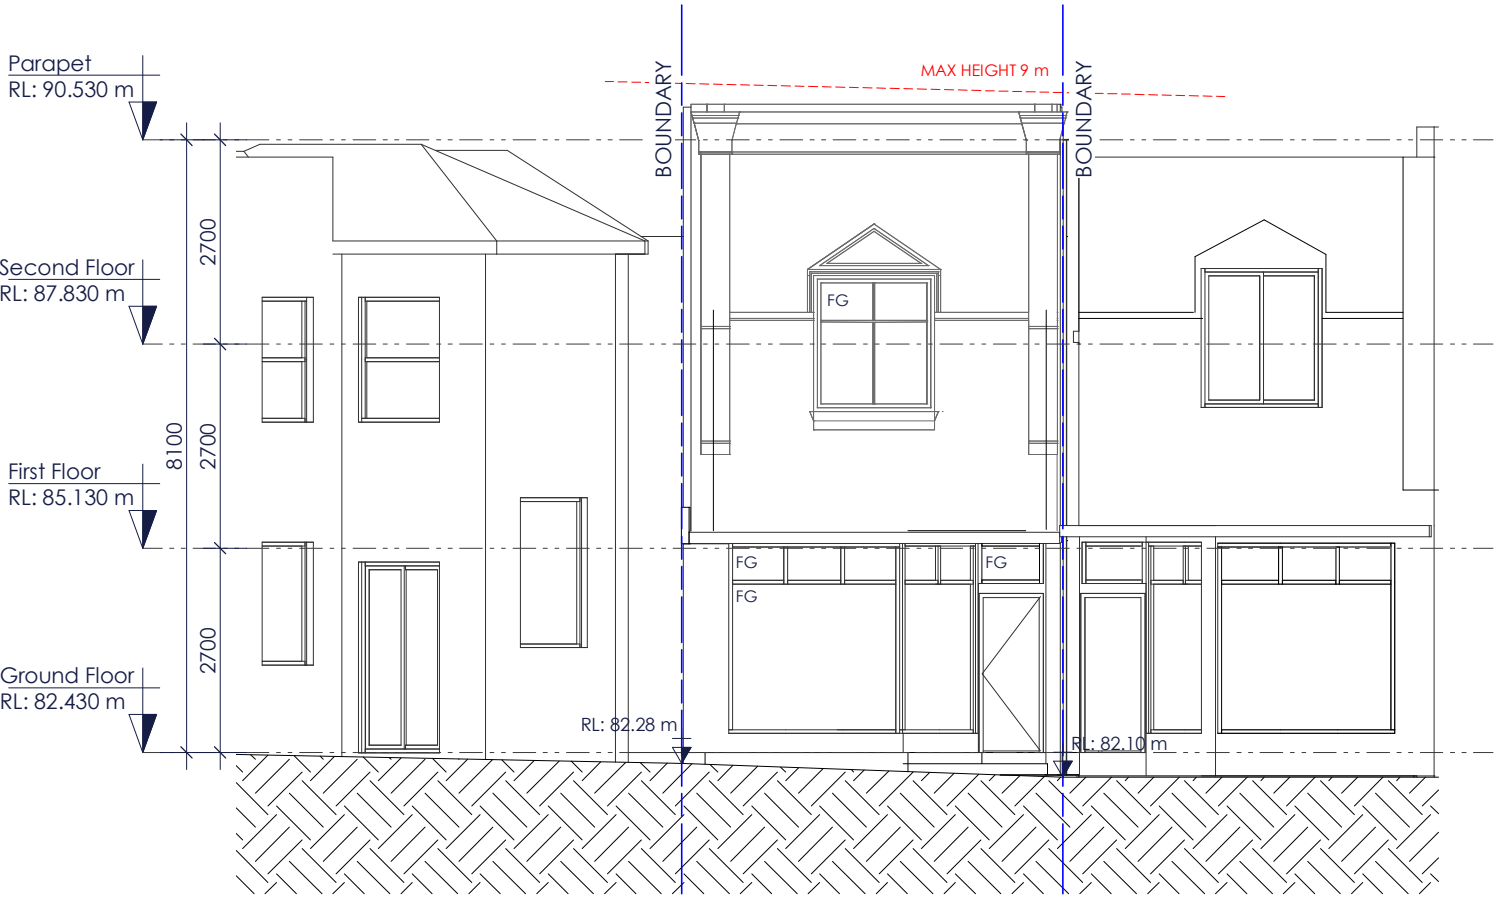 Parapet
RL: 90.530 m
MAX HEIGHT 9 m
BOUNDARY
BOUNDARY
2700
Second Floor
RL: 87.830 m
FG
8100
2700
First Floor
RL: 85.130 m
FG
FG
FG
2700
Ground Floor
RL: 82.430 m
RL: 82.28 m
RL: 82.10 m